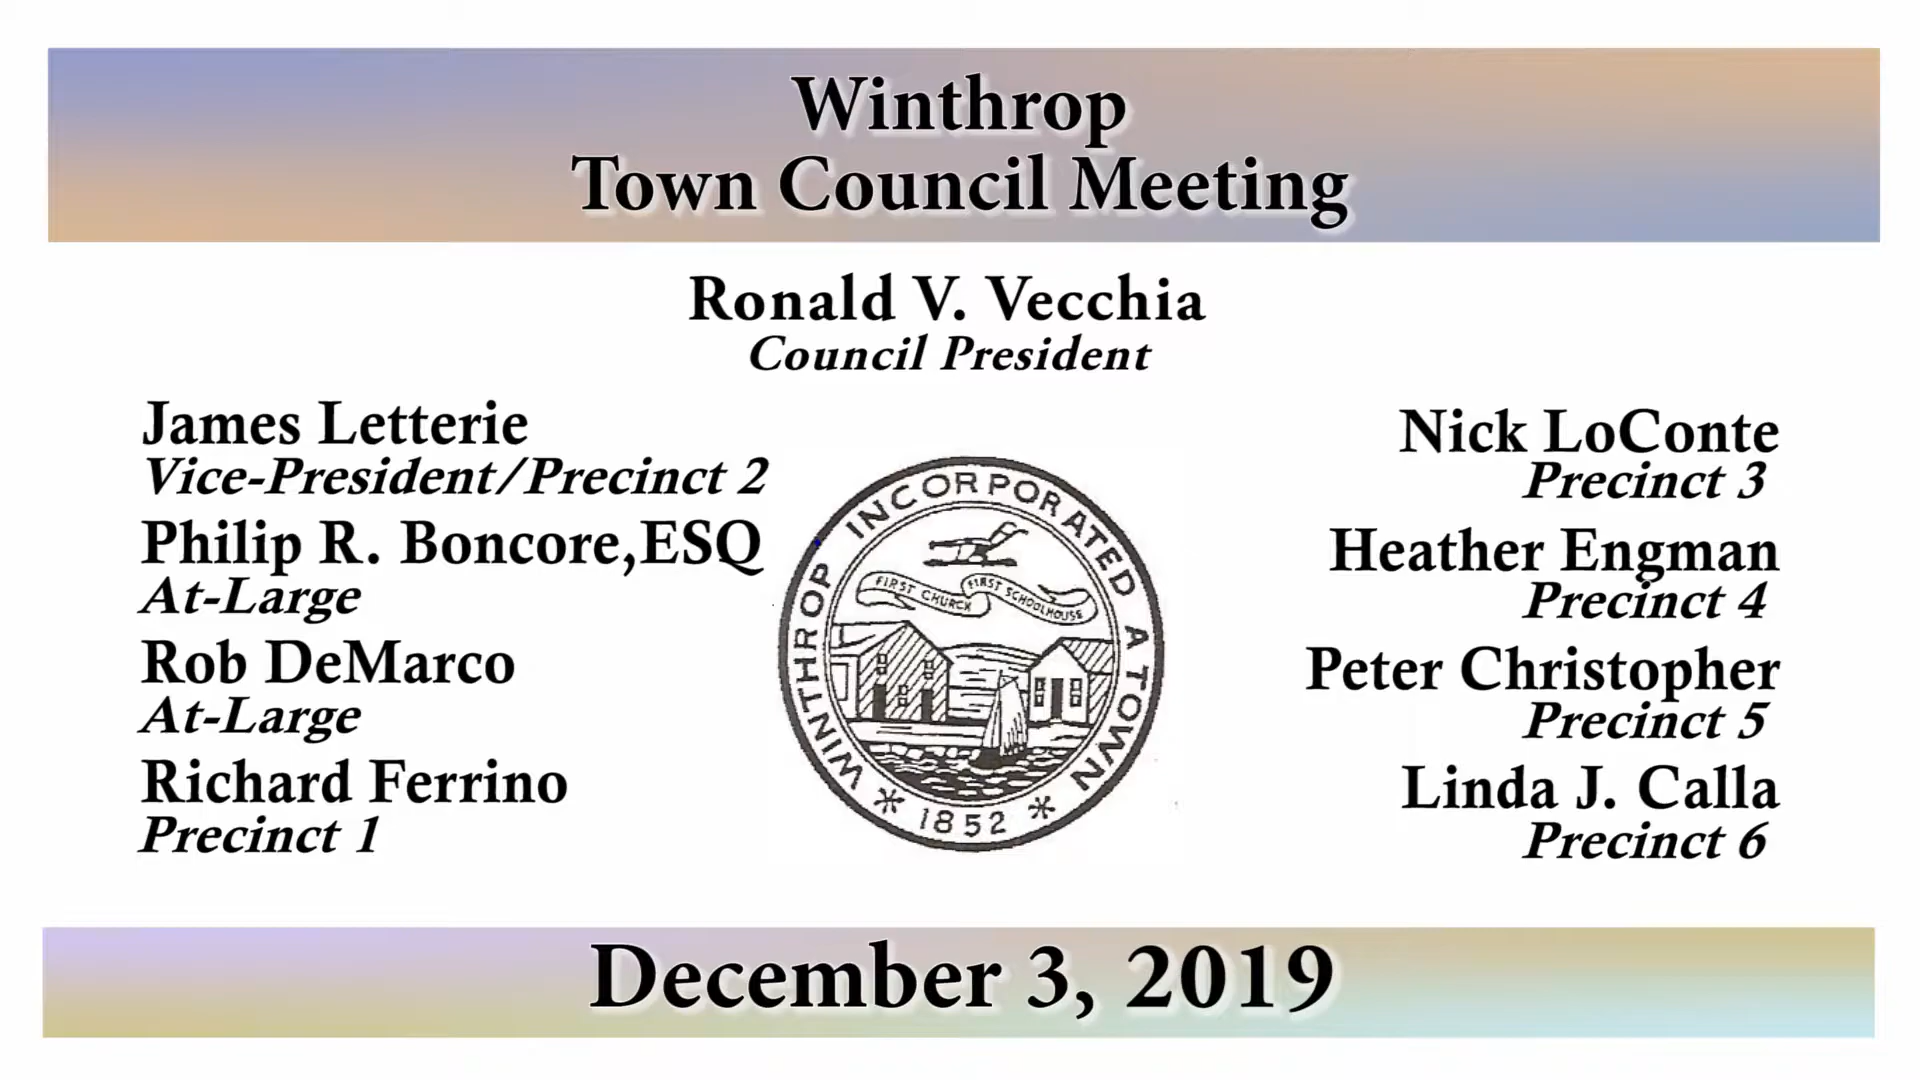 Winthrop
Town Council Meeting
Ronald V. Vecchia
Council President
James Letterie
Vice-President/Precinct 2
Philip R. Boncore,ESQ
At-Large
Rob DeMarco
At-Large
Richard Ferrino
Precinct 1
WINTHROP INCORPORATED A TOWN
FIRST CHURCH FIRST SCHOOLHOUSE
* 1852 *
Nick LoConte
Precinct 3
Heather Engman
Precinct 4
Peter Christopher
Precinct 5
Linda J. Calla
Precinct 6
December 3, 2019